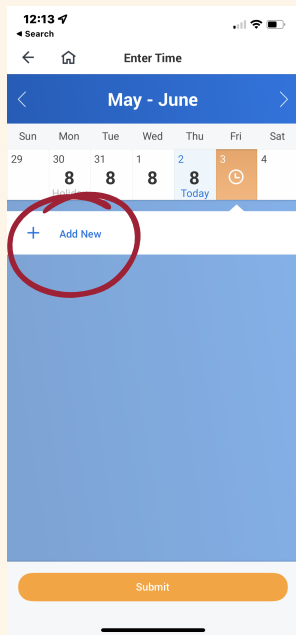 12:13
◀ Search
Enter Time
May - June
Sun Mon Tue Wed Thu Fri Sat
29 30 31 1 2 3 4
8 8 8 8
Today
Add New
Submit